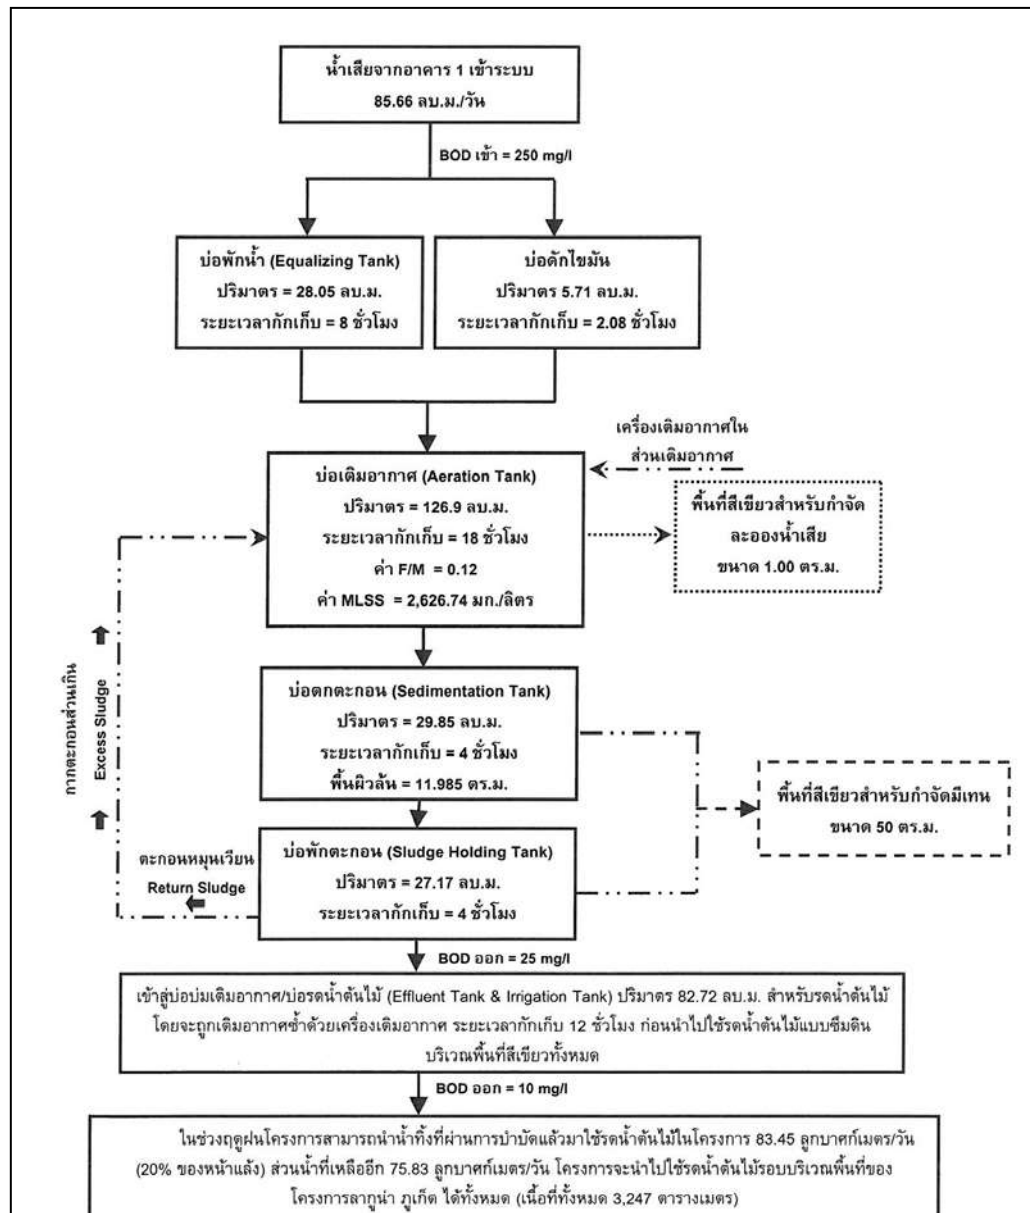 น้ำเสียจากอาคาร 1 เข้าระบบ
85.66 ลบ.ม./วัน
BOD เข้า = 250 mg/l
บ่อพักน้ำ (Equalizing Tank)
ปริมาตร = 28.05 ลบ.ม.
ระยะเวลากักเก็บ = 8 ชั่วโมง
บ่อดักไขมัน
ปริมาตร 5.71 ลบ.ม.
ระยะเวลากักเก็บ = 2.08 ชั่วโมง
เครื่องเติมอากาศใน
ส่วนเติมอากาศ
บ่อเติมอากาศ (Aeration Tank)
ปริมาตร = 126.9 ลบ.ม.
ระยะเวลากักเก็บ = 18 ชั่วโมง
ค่า F/M = 0.12
ค่า MLSS = 2,626.74 มก./ลิตร
พื้นที่สีเขียวสำหรับกำจัด
ละอองน้ำเสีย
ขนาด 1.00 ตร.ม.
กากตะกอนส่วนเกิน
Excess Sludge
บ่อตกตะกอน (Sedimentation Tank)
ปริมาตร = 29.85 ลบ.ม.
ระยะเวลากักเก็บ = 4 ชั่วโมง
พื้นผิวล้น = 11.985 ตร.ม.
พื้นที่สีเขียวสำหรับกำจัดมีเทน
ขนาด 50 ตร.ม.
ตะกอนหมุนเวียน
Return Sludge
บ่อพักตะกอน (Sludge Holding Tank)
ปริมาตร = 27.17 ลบ.ม.
ระยะเวลากักเก็บ = 4 ชั่วโมง
BOD ออก = 25 mg/l
เข้าสู่บ่อบ่มเติมอากาศ/บ่อรดน้ำต้นไม้ (Effluent Tank & Irrigation Tank) ปริมาตร 82.72 ลบ.ม. สำหรับรดน้ำต้นไม้
โดยจะถูกเติมอากาศซ้ำด้วยเครื่องเติมอากาศ ระยะเวลากักเก็บ 12 ชั่วโมง ก่อนนำไปใช้รดน้ำต้นไม้แบบซึมดิน
บริเวณพื้นที่สีเขียวทั้งหมด
BOD ออก = 10 mg/l
ในช่วงฤดูฝนโครงการสามารถนำน้ำทิ้งที่ผ่านการบำบัดแล้วมาใช้รดน้ำต้นไม้ในโครงการ 83.45 ลูกบาศก์เมตร/วัน
(20% ของหน้าแล้ง) ส่วนน้ำที่เหลืออีก 75.83 ลูกบาศก์เมตร/วัน โครงการจะนำไปใช้รดน้ำต้นไม้รอบบริเวณพื้นที่ของ
โครงการลากูน่า ภูเก็ต ได้ทั้งหมด (เนื้อที่ทั้งหมด 3,247 ตารางเมตร)